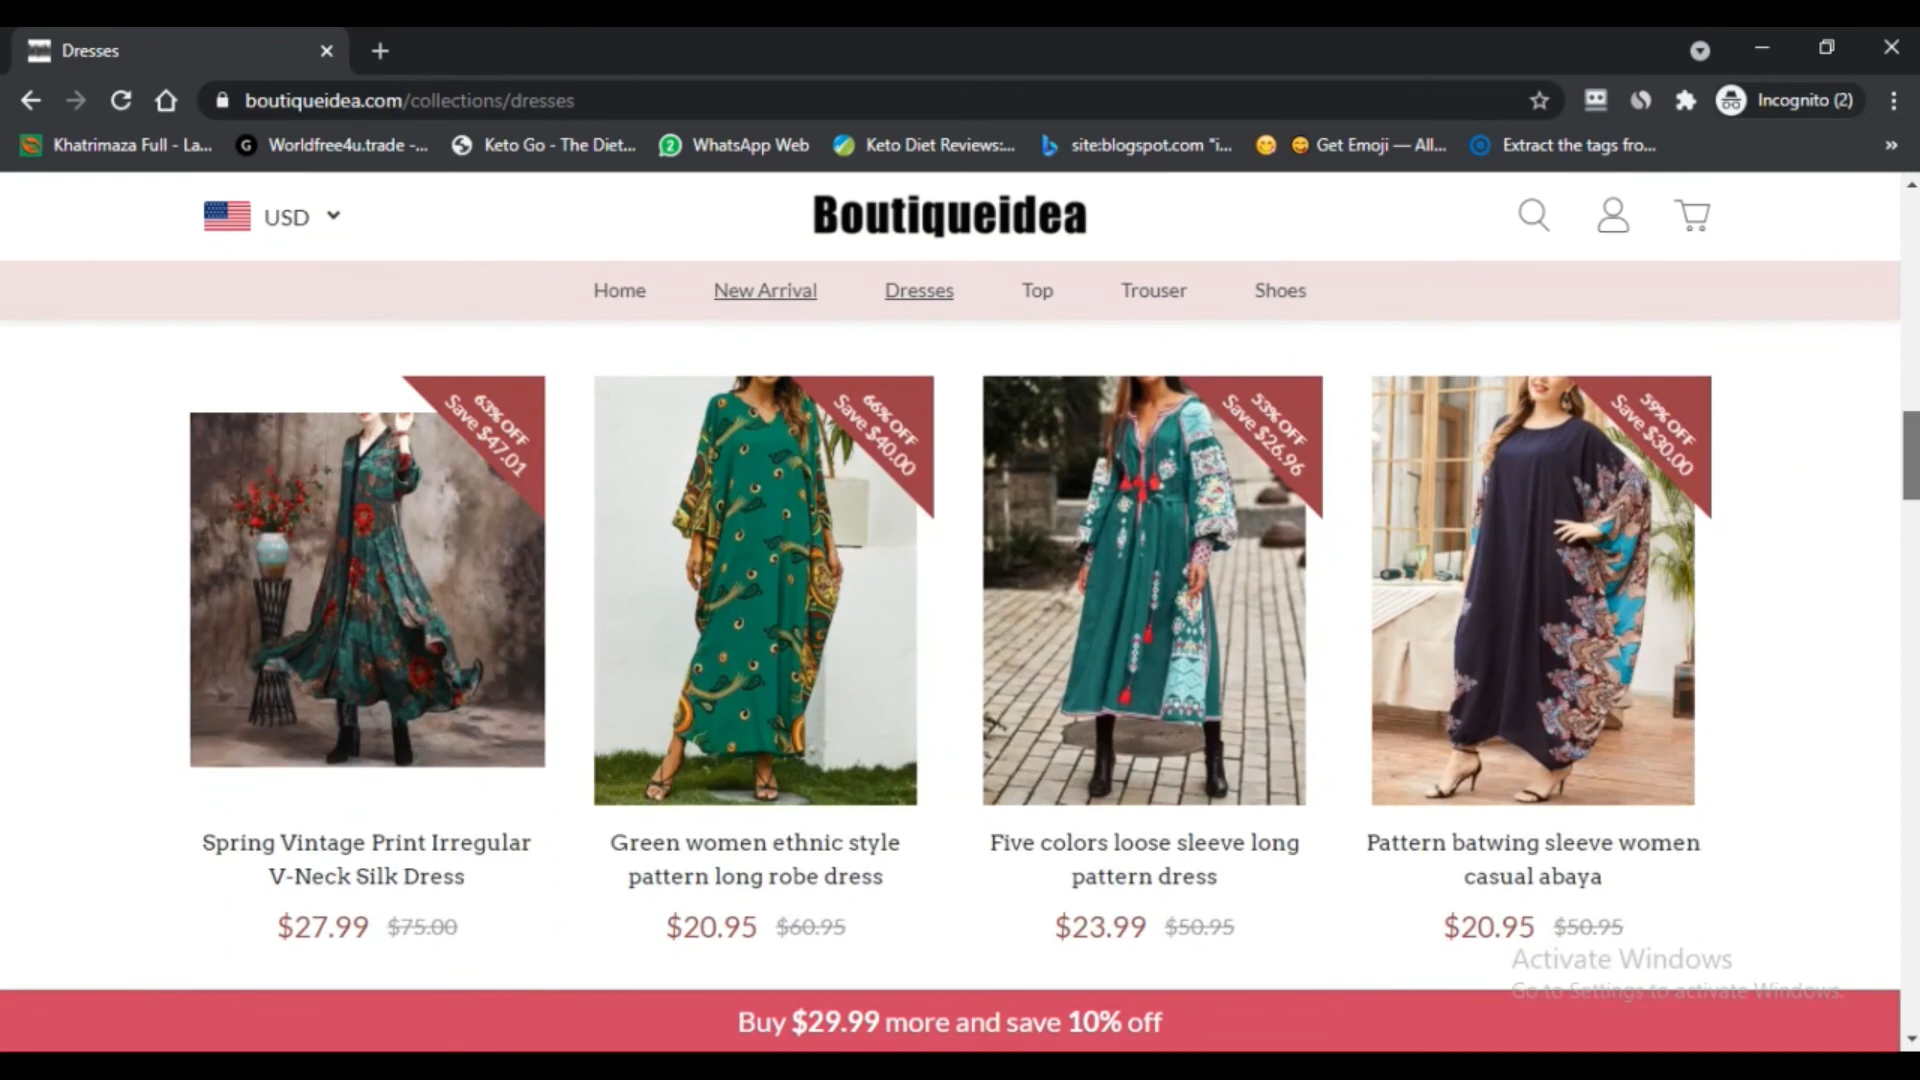 Dresses
boutiqueidea.com/collections/dresses
Incognito (2)
Khatrimaza Full - La...
Worldfree4u.trade -...
Keto Go - The Diet...
WhatsApp Web
Keto Diet Reviews:...
site:blogspot.com "i...
Get Emoji — All...
Extract the tags fro...
»
USD
Boutiqueidea
Home
New Arrival
Dresses
Top
Trouser
Shoes
63% OFF
Save $47.01
66% OFF
Save $40.00
53% OFF
Save $26.96
59% OFF
Save $30.00
Spring Vintage Print Irregular
V-Neck Silk Dress
$27.99 $75.00
Green women ethnic style
pattern long robe dress
$20.95 $60.95
Five colors loose sleeve long
pattern dress
$23.99 $50.95
Pattern batwing sleeve women
casual abaya
$20.95 $50.95
Activate Windows
Go to Settings to activate Windows.
Buy $29.99 more and save 10% off